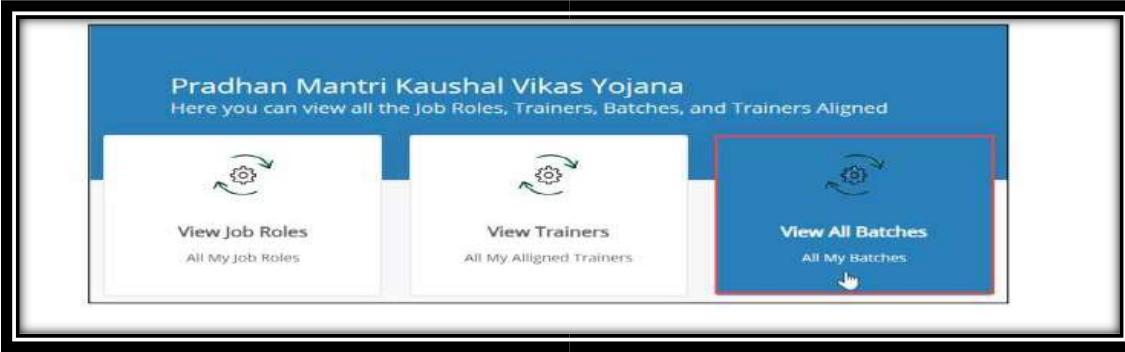 Pradhan Mantri Kaushal Vikas Yojana
Here you can view all the Job Roles, Trainers, Batches, and Trainers Aligned
View Job Roles
All My Job Roles
View Trainers
All My Alligned Trainers
View All Batches
All My Batches